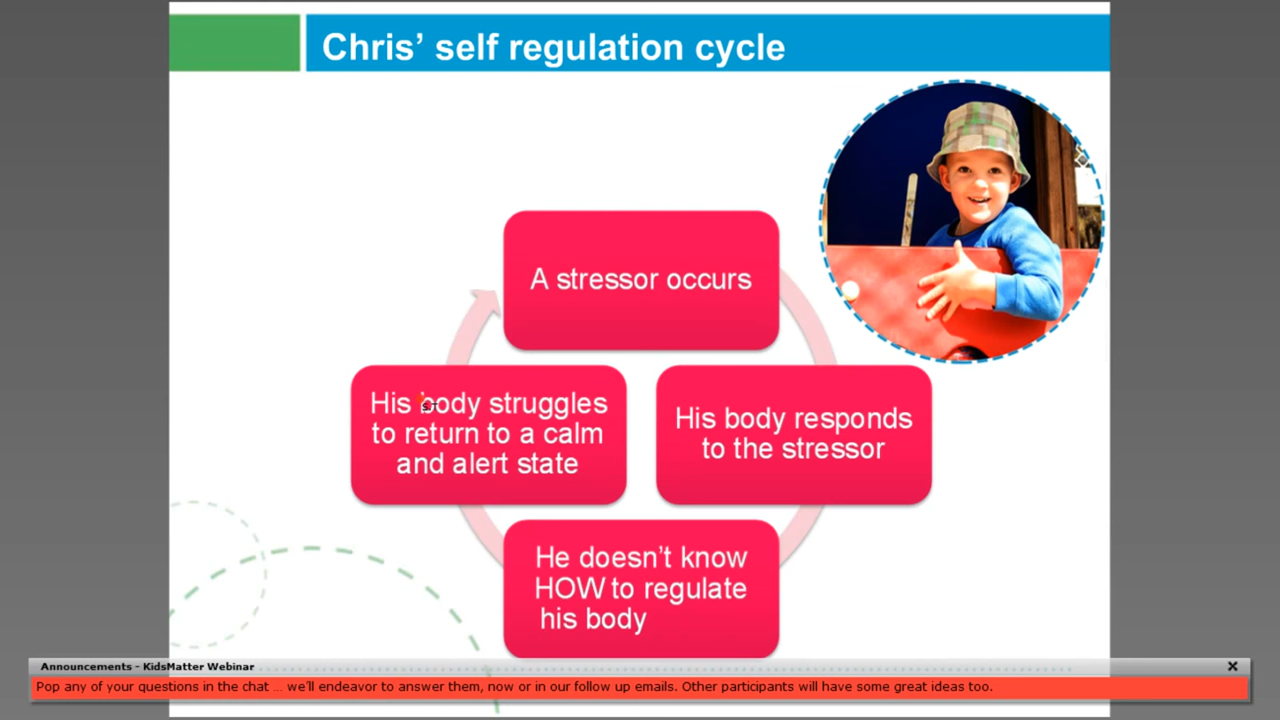 Chris’ self regulation cycle
A stressor occurs
His body struggles
to return to a calm
and alert state
His body responds
to the stressor
He doesn’t know
HOW to regulate
his body
Announcements - KidsMatter Webinar
Pop any of your questions in the chat ... we’ll endeavor to answer them, now or in our follow up emails. Other participants will have some great ideas too.